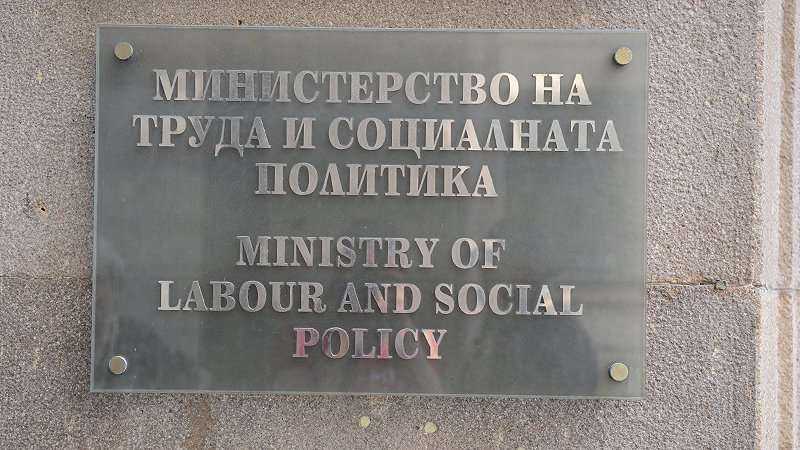 МИНИСТЕРСТВО НА
ТРУДА И СОЦИАЛНАТА
ПОЛИТИКА
MINISTRY OF
LABOUR AND SOCIAL
POLICY